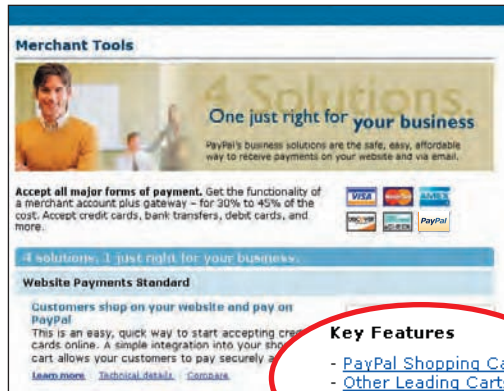 Merchant Tools
4 Solutions.
One just right for your business
PayPal's business solutions are the safe, easy, affordable
way to receive payments on your website and via email.
Accept all major forms of payment. Get the functionality of
a merchant account plus gateway – for 30% to 45% of the
cost. Accept credit cards, bank transfers, debit cards, and
more.
VISA MasterCard AMEX
DISCOVER eCHECK PayPal
4 solutions, 1 just right for your business.
Website Payments Standard
Customers shop on your website and pay on
PayPal
This is an easy, quick way to start accepting
cards online. A simple integration into your
cart allows your customers to pay securely
Learn more Technical details Compare
Key Features
- PayPal Shopping
- Other Leading